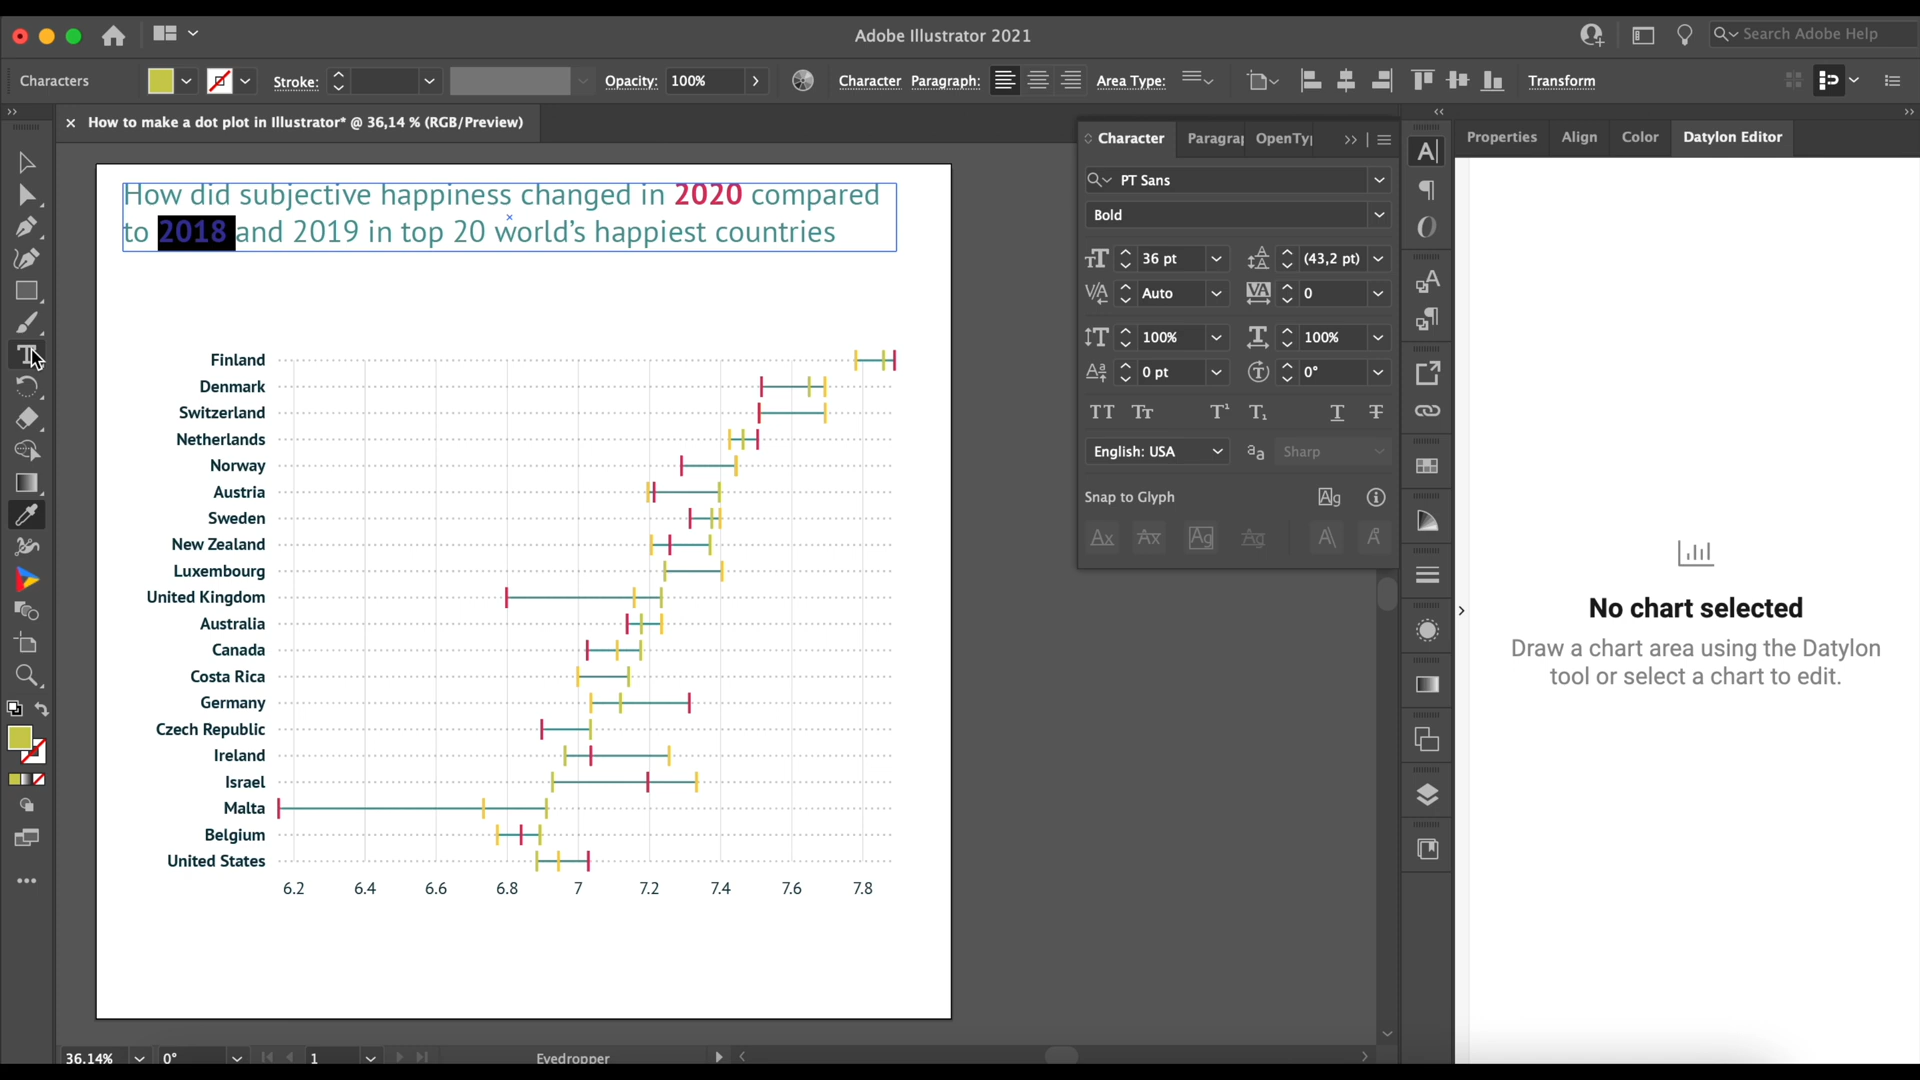 Adobe Illustrator 2021
Search Adobe Help
Characters
Stroke:
Opacity:
100%
Character
Paragraph:
Area Type:
Transform
× How to make a dot plot in Illustrator* @ 36,14 % (RGB/Preview)
How did subjective happiness changed in 2020 compared
to 2018 and 2019 in top 20 world's happiest countries
Finland
Denmark
Switzerland
Netherlands
Norway
Austria
Sweden
New Zealand
Luxembourg
United Kingdom
Australia
Canada
Costa Rica
Germany
Czech Republic
Ireland
Israel
Malta
Belgium
United States
6.2 6.4 6.6 6.8 7 7.2 7.4 7.6 7.8
Character
Paragrap
OpenTy
PT Sans
Bold
36 pt
(43,2 pt)
Auto
0
100%
100%
0 pt
0°
English: USA
Sharp
Snap to Glyph
Properties
Align
Color
Datylon Editor
No chart selected
Draw a chart area using the Datylon
tool or select a chart to edit.
36,14%
0°
1
Eyedropper